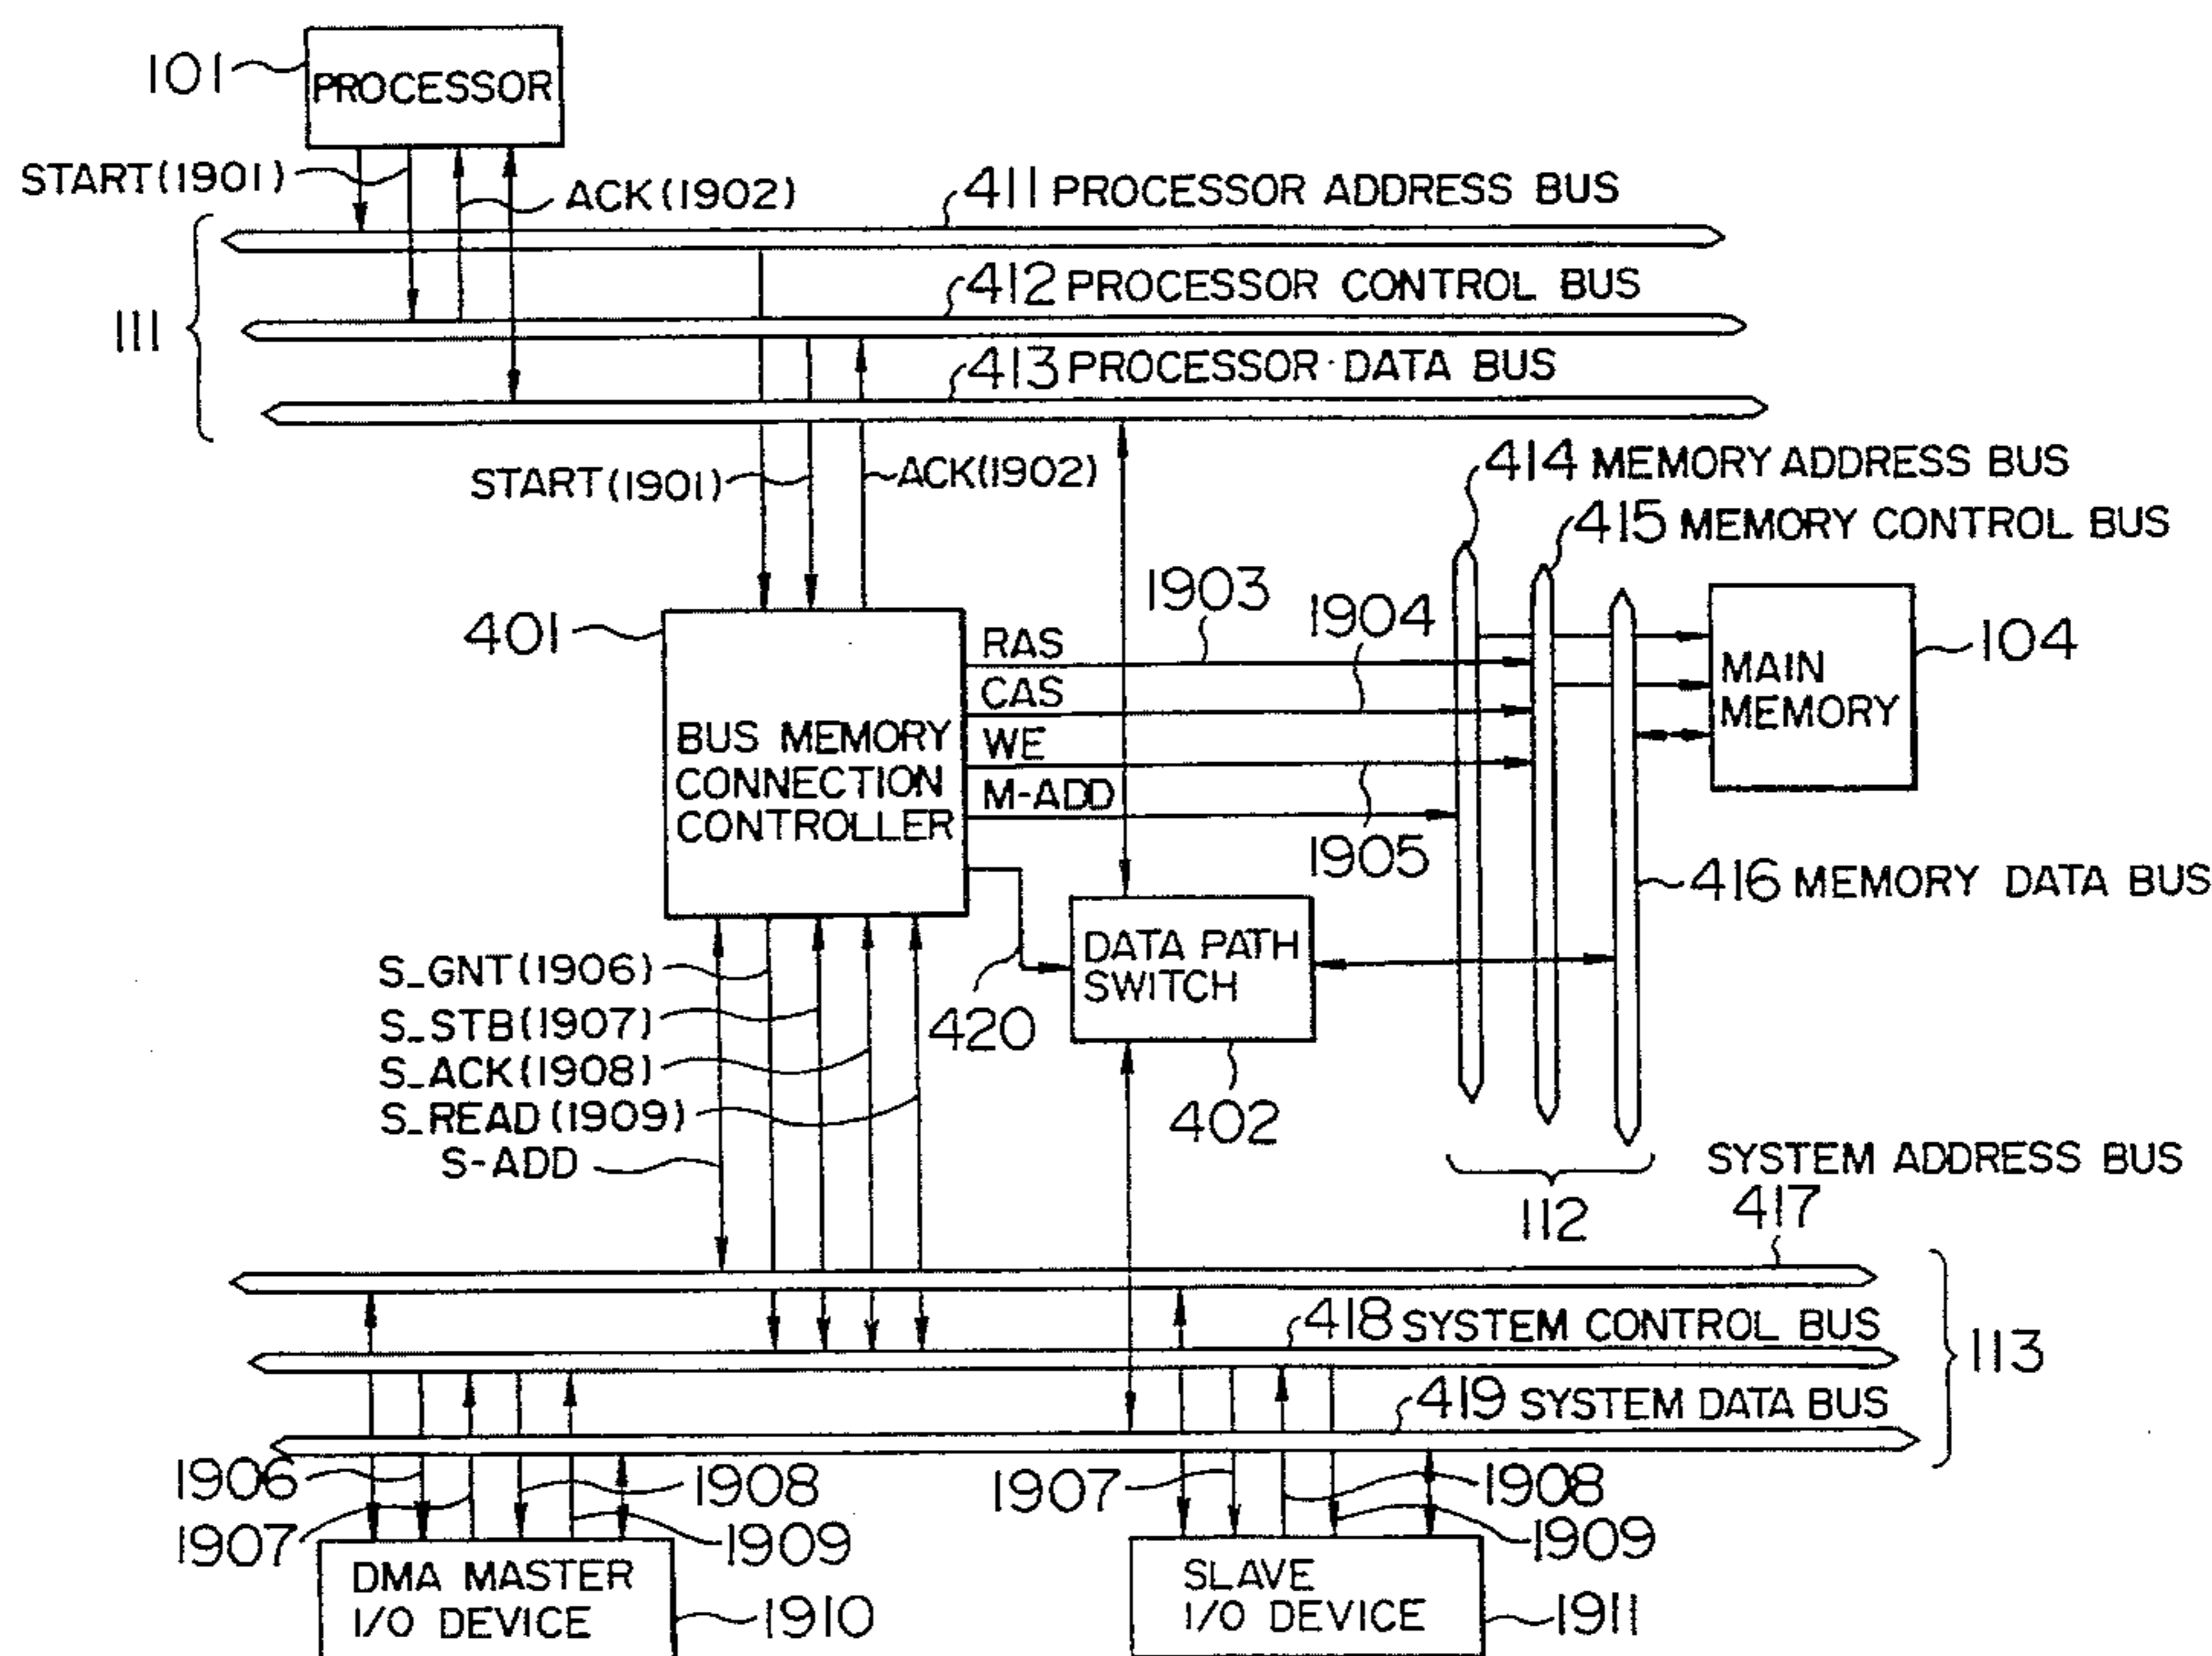 101
PROCESSOR
START(1901)
ACK(1902)
411 PROCESSOR ADDRESS BUS
412 PROCESSOR CONTROL BUS
111
413 PROCESSOR DATA BUS
START(1901)
ACK(1902)
414 MEMORY ADDRESS BUS
415 MEMORY CONTROL BUS
1903
1904
401
RAS
CAS
WE
M-ADD
MAIN
MEMORY
104
BUS MEMORY
CONNECTION
CONTROLLER
1905
416 MEMORY DATA BUS
DATA PATH
SWITCH
S_GNT(1906)
S_STB(1907)
S_ACK(1908)
S_READ(1909)
S-ADD
420
402
112
SYSTEM ADDRESS BUS
417
418 SYSTEM CONTROL BUS
113
419 SYSTEM DATA BUS
1906
1907
1908
1909
1907
1908
1909
DMA MASTER
I/O DEVICE
1910
SLAVE
I/O DEVICE
1911